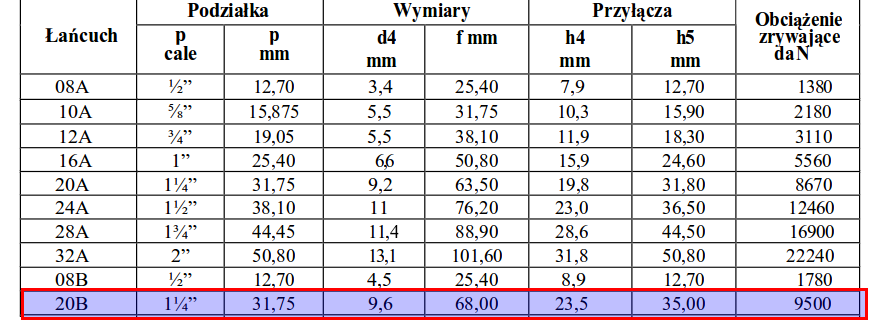 Łańcuch Podziałka Wymiary Przyłącza Obciążenie zrywające daN
p cale p mm d4 mm f mm h4 mm h5 mm
08A ½” 12,70 3,4 25,40 7,9 12,70 1380
10A ⅝” 15,875 5,5 31,75 10,3 15,90 2180
12A ¾” 19,05 5,5 38,10 11,9 18,30 3110
16A 1” 25,40 6,6 50,80 15,9 24,60 5560
20A 1¼” 31,75 9,2 63,50 19,8 31,80 8670
24A 1½” 38,10 11 76,20 23,0 36,50 12460
28A 1¾” 44,45 11,4 88,90 28,6 44,50 16900
32A 2” 50,80 13,1 101,60 31,8 50,80 22240
08B ½” 12,70 4,5 25,40 8,9 12,70 1780
20B 1¼” 31,75 9,6 68,00 23,5 35,00 9500